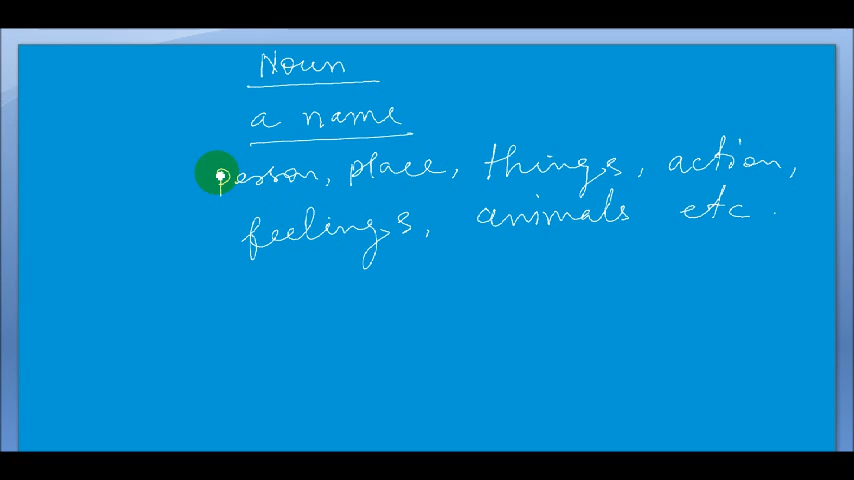 Noun
a name
person, place, things, action,
feelings, animals etc.